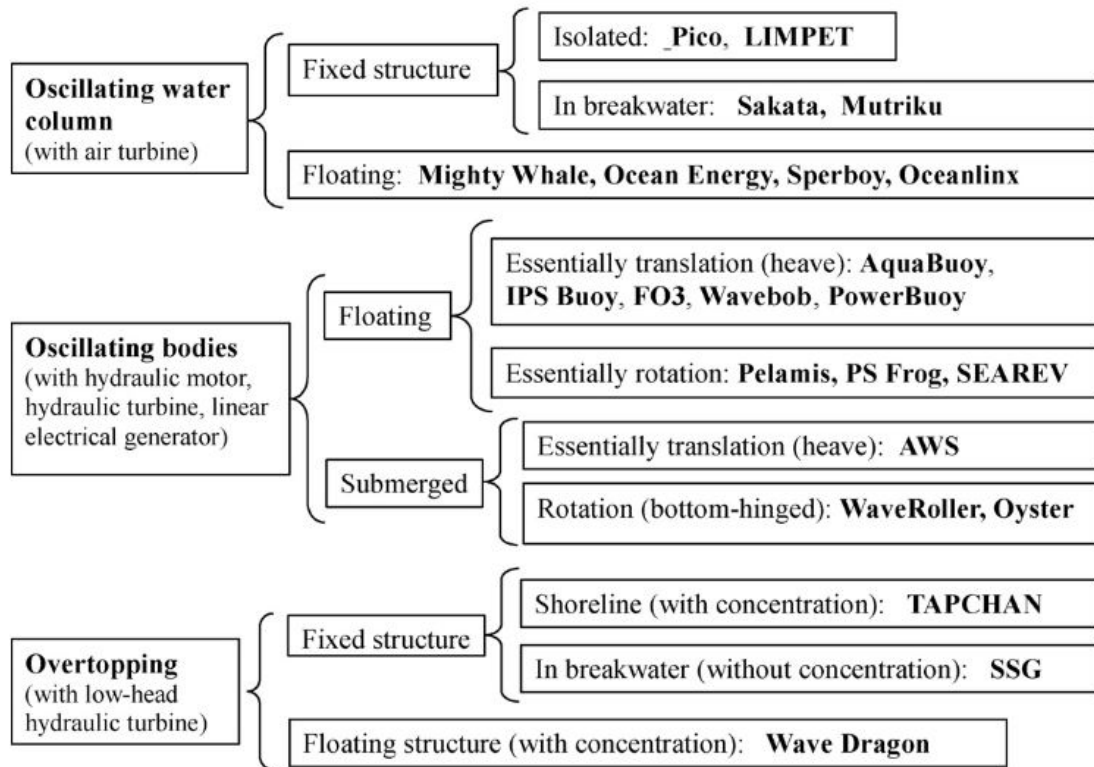 Isolated: _Pico, LIMPET
Fixed structure
Oscillating water
column
(with air turbine)
In breakwater: Sakata, Mutriku
Floating: Mighty Whale, Ocean Energy, Sperboy, Oceanlinx
Essentially translation (heave): AquaBuoy,
IPS Buoy, FO3, Wavebob, PowerBuoy
Floating
Oscillating bodies
(with hydraulic motor,
hydraulic turbine, linear
electrical generator)
Essentially rotation: Pelamis, PS Frog, SEAREV
Essentially translation (heave): AWS
Submerged
Rotation (bottom-hinged): WaveRoller, Oyster
Shoreline (with concentration): TAPCHAN
Fixed structure
Overtopping
(with low-head
hydraulic turbine)
In breakwater (without concentration): SSG
Floating structure (with concentration): Wave Dragon